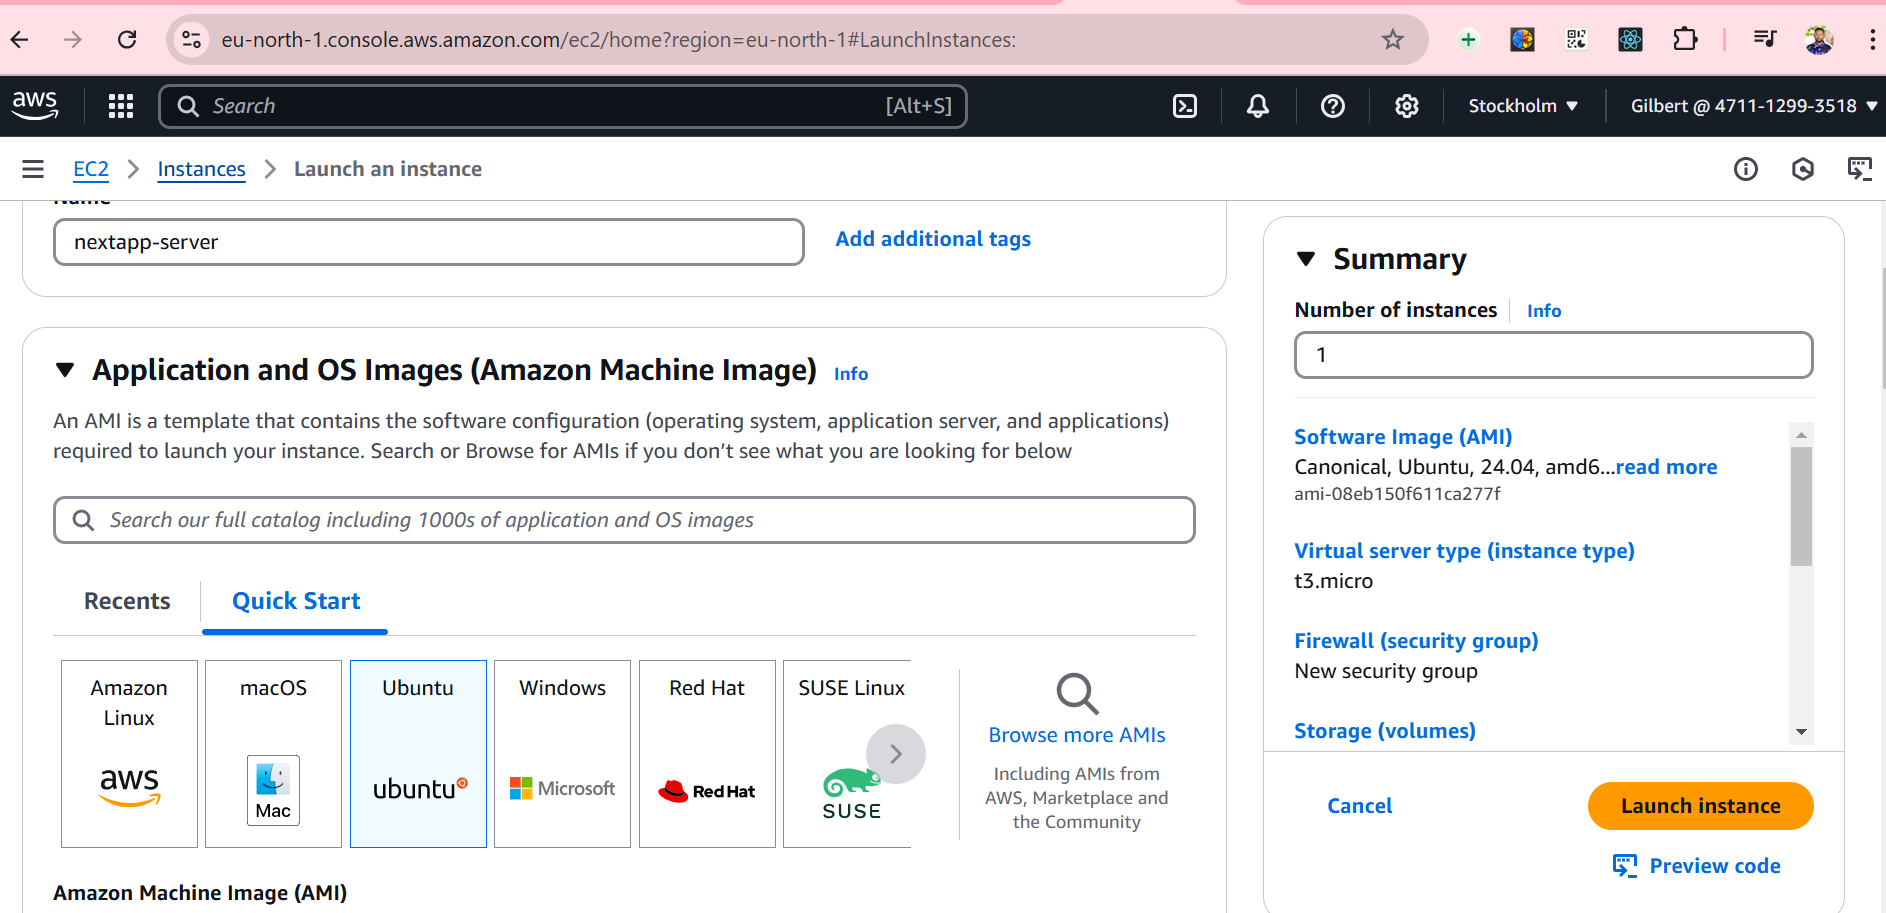 eu-north-1.console.aws.amazon.com/ec2/home?region=eu-north-1#LaunchInstances:
aws
Search
[Alt+S]
Stockholm
Gilbert @ 4711-1299-3518
EC2
Instances
Launch an instance
Name
nextapp-server
Add additional tags
Application and OS Images (Amazon Machine Image)
Info
An AMI is a template that contains the software configuration (operating system, application server, and applications)
required to launch your instance. Search or Browse for AMIs if you don’t see what you are looking for below
Search our full catalog including 1000s of application and OS images
Recents
Quick Start
Amazon
Linux
aws
macOS
Mac
Ubuntu
ubuntu
Windows
Microsoft
Red Hat
Red Hat
SUSE Linux
SUSE
Browse more AMIs
Including AMIs from
AWS, Marketplace and
the Community
Amazon Machine Image (AMI)
Summary
Number of instances
Info
1
Software Image (AMI)
Canonical, Ubuntu, 24.04, amd6...read more
ami-08eb150f611ca277f
Virtual server type (instance type)
t3.micro
Firewall (security group)
New security group
Storage (volumes)
Cancel
Launch instance
Preview code